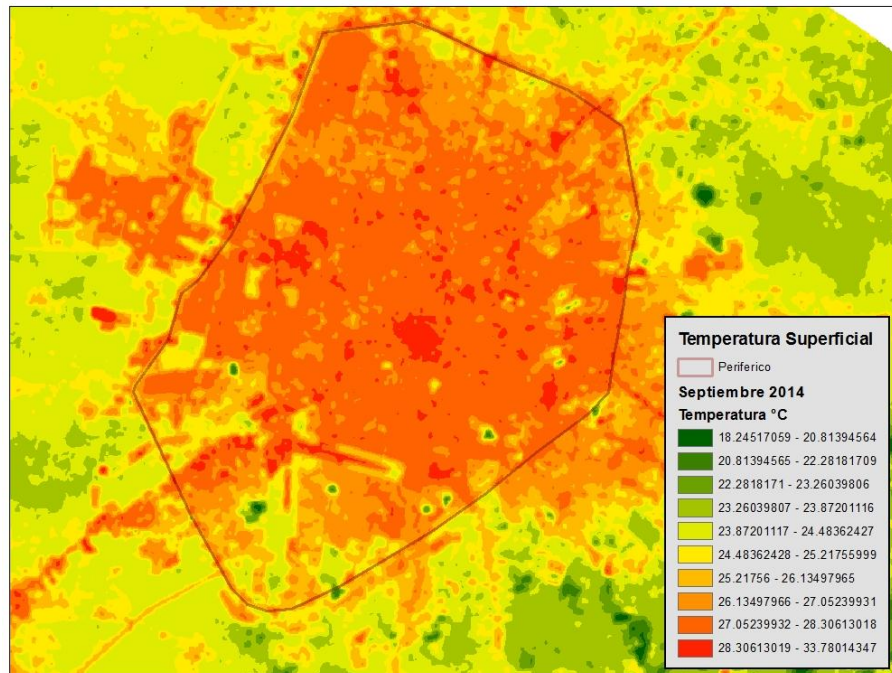 Temperatura Superficial
Periferico
Septiembre 2014
Temperatura °C
18.24517059 - 20.81394564
20.81394565 - 22.28181709
22.2818171 - 23.26039806
23.26039807 - 23.87201116
23.87201117 - 24.48362427
24.48362428 - 25.21755999
25.21756 - 26.13497965
26.13497966 - 27.05239931
27.05239932 - 28.30613018
28.30613019 - 33.78014347